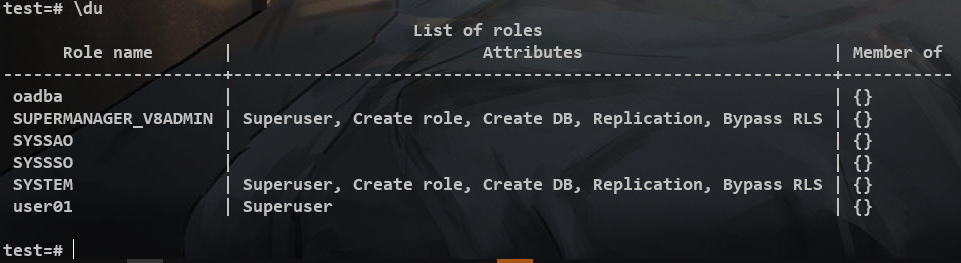 test=# \du
List of roles
Role name | Attributes | Member of
--------------------+------------------------------------------------------------+-----------
oadba | | {}
SUPERMANAGER_V8ADMIN | Superuser, Create role, Create DB, Replication, Bypass RLS | {}
SYSSAO | | {}
SYSSSO | | {}
SYSTEM | Superuser, Create role, Create DB, Replication, Bypass RLS | {}
user01 | Superuser | {}
test=#